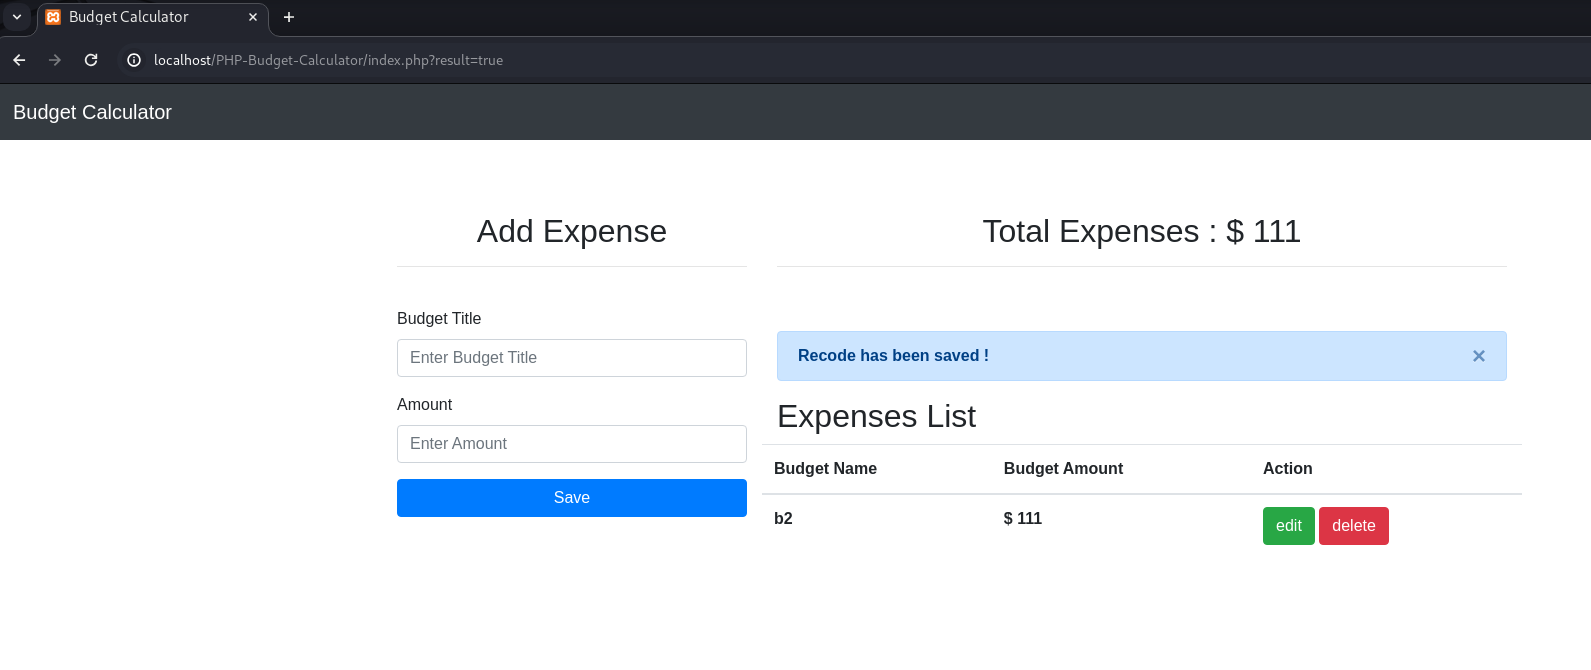 Budget Calculator
localhost/PHP-Budget-Calculator/index.php?result=true
Budget Calculator
Add Expense
Budget Title
Enter Budget Title
Amount
Enter Amount
Save
Total Expenses : $ 111
Recode has been saved !
Expenses List
Budget Name Budget Amount Action
b2 $ 111 edit delete